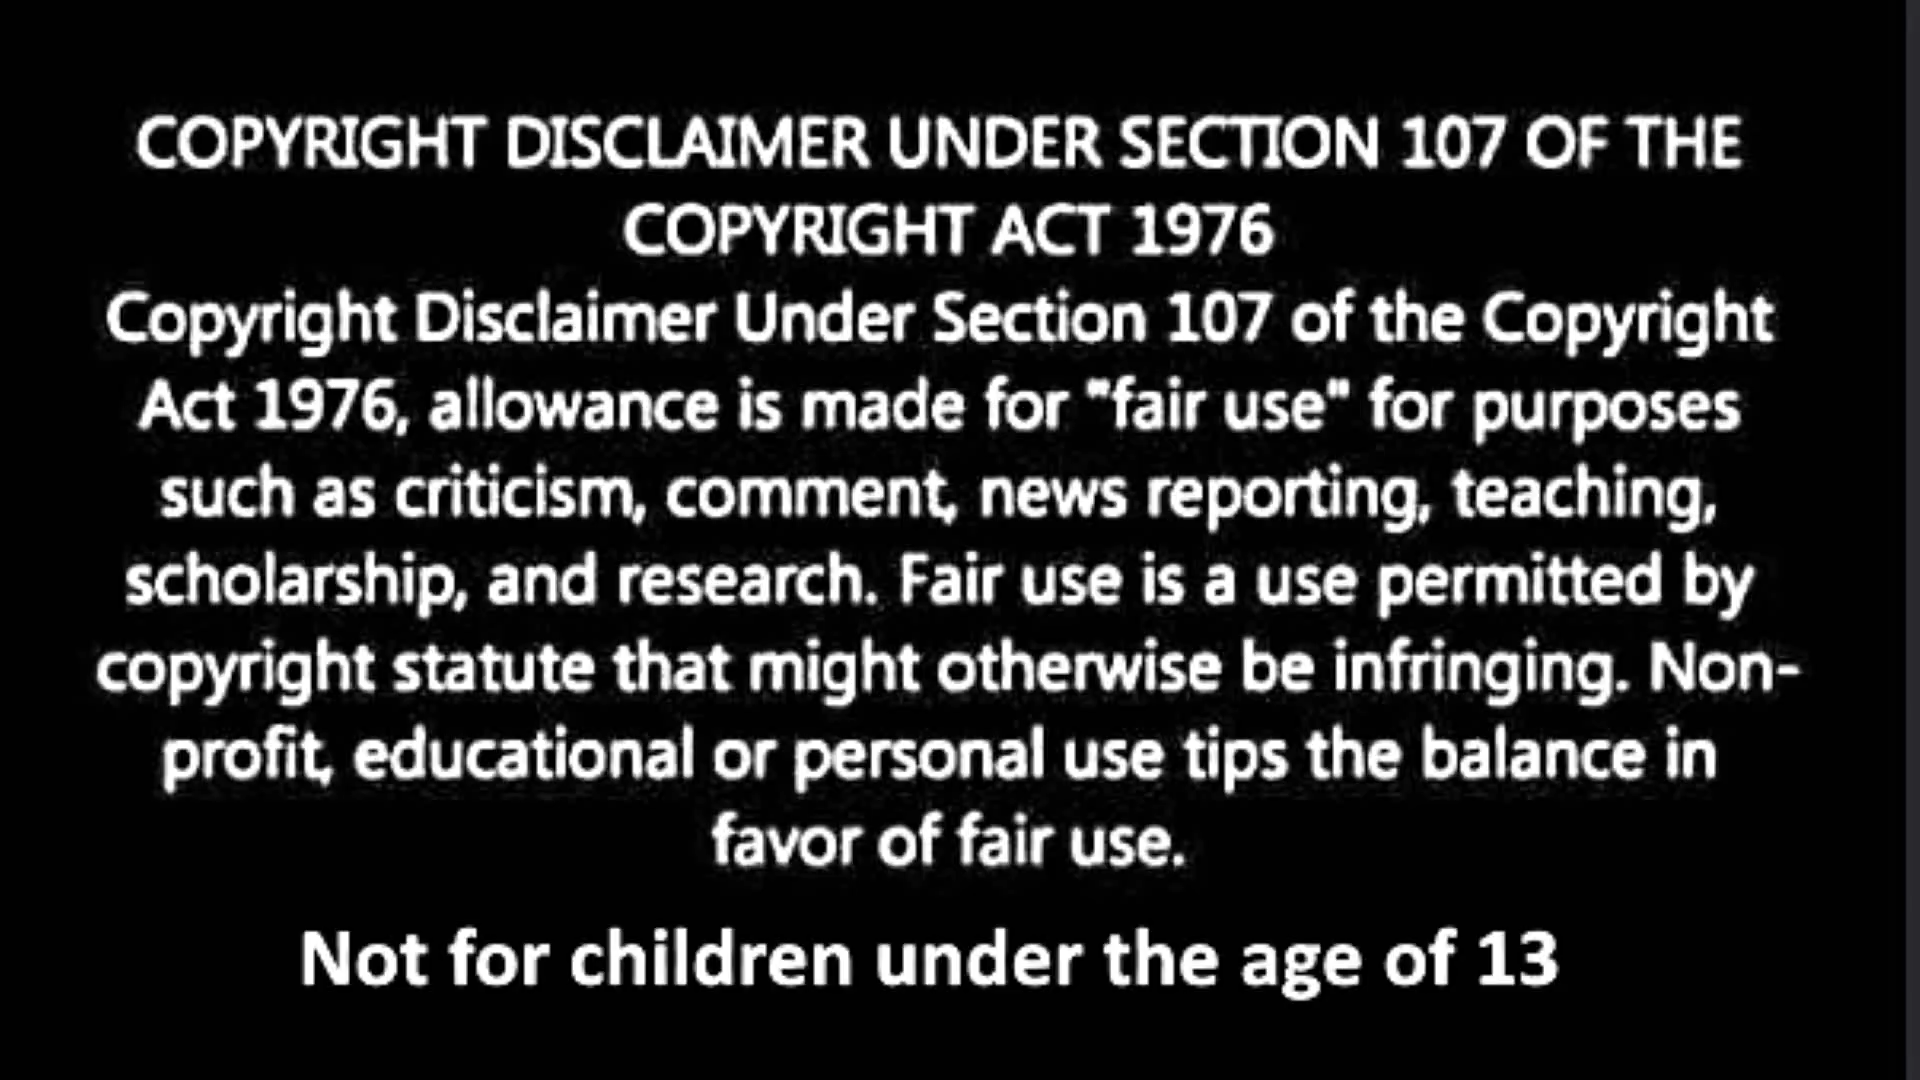 COPYRIGHT DISCLAIMER UNDER SECTION 107 OF THE
COPYRIGHT ACT 1976
Copyright Disclaimer Under Section 107 of the Copyright
Act 1976, allowance is made for "fair use" for purposes
such as criticism, comment, news reporting, teaching,
scholarship, and research. Fair use is a use permitted by
copyright statute that might otherwise be infringing. Non-
profit, educational or personal use tips the balance in
favor of fair use.
Not for children under the age of 13